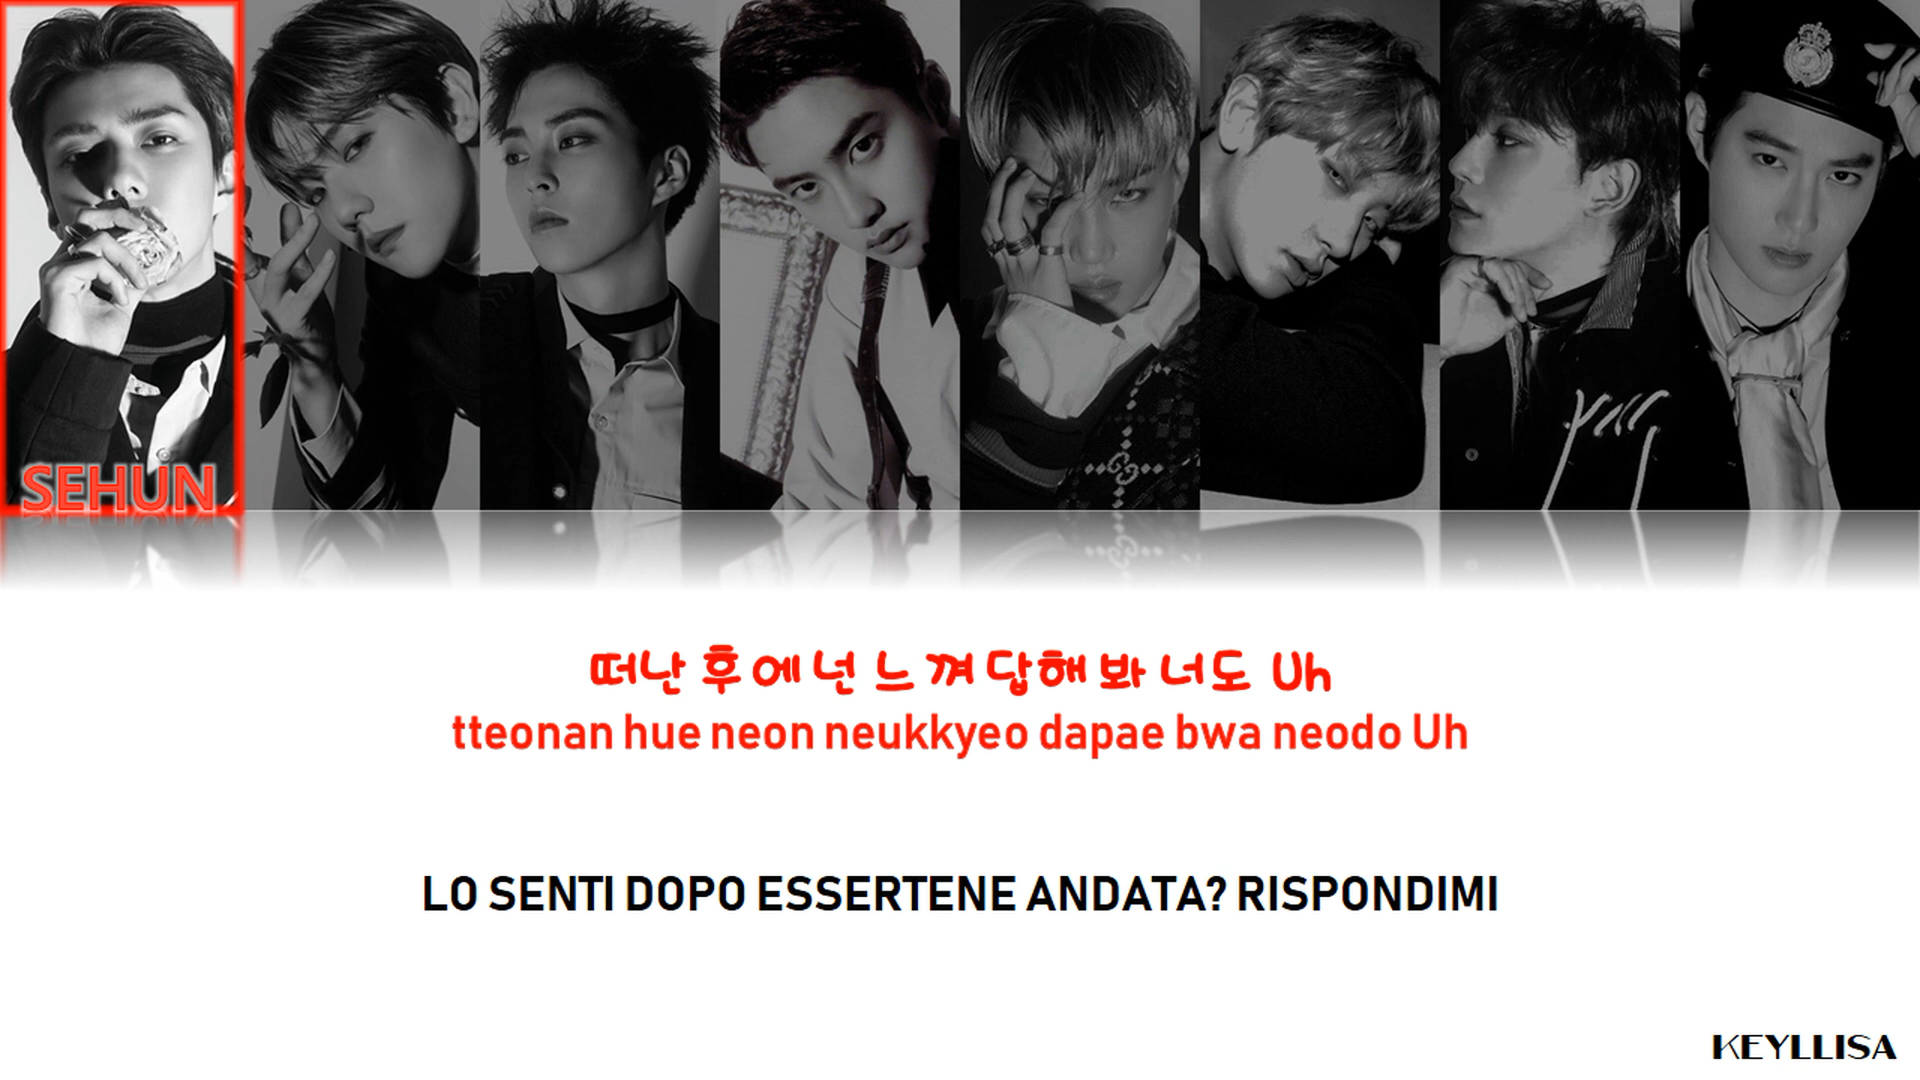 SEHUN
떠난 후에 넌 느껴 답해 봐 너도 Uh
tteonan hue neon neukkyeo dapae bwa neodo Uh
LO SENTI DOPO ESSERTENE ANDATA? RISPONDIMI
KEYLLISA